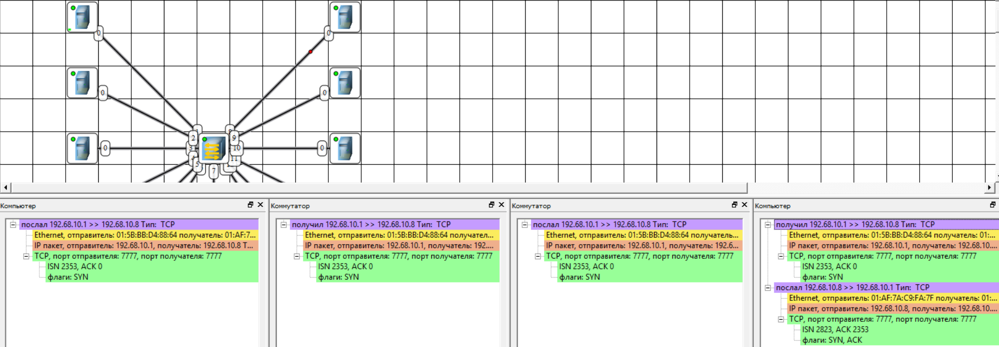 0
0
0
0
1
2
9
0
3
10
0
4
11
5
7
Компьютер
послал 192.68.10.1 >> 192.68.10.8 Тип: TCP
Ethernet, отправитель: 01:5B:BB:D4:88:64 получатель: 01:AF:7...
IP пакет, отправитель: 192.68.10.1, получатель: 192.68.10.8 Т...
TCP, порт отправителя: 7777, порт получателя: 7777
ISN 2353, ACK 0
флаги: SYN
Коммутатор
получил 192.68.10.1 >> 192.68.10.8 Тип: TCP
Ethernet, отправитель: 01:5B:BB:D4:88:64 получател...
IP пакет, отправитель: 192.68.10.1, получатель: 192....
TCP, порт отправителя: 7777, порт получателя: 7777
ISN 2353, ACK 0
флаги: SYN
Коммутатор
послал 192.68.10.1 >> 192.68.10.8 Тип: TCP
Ethernet, отправитель: 01:5B:BB:D4:88:64 получатель...
IP пакет, отправитель: 192.68.10.1, получатель: 192.6...
TCP, порт отправителя: 7777, порт получателя: 7777
ISN 2353, ACK 0
флаги: SYN
Компьютер
получил 192.68.10.1 >> 192.68.10.8 Тип: TCP
Ethernet, отправитель: 01:5B:BB:D4:88:64 получатель: 01:...
IP пакет, отправитель: 192.68.10.1, получатель: 192.68.10....
TCP, порт отправителя: 7777, порт получателя: 7777
ISN 2353, ACK 0
флаги: SYN
послал 192.68.10.8 >> 192.68.10.1 Тип: TCP
Ethernet, отправитель: 01:AF:7A:C9:FA:7F получатель: 01:...
IP пакет, отправитель: 192.68.10.8, получатель: 192.68.10....
TCP, порт отправителя: 7777, порт получателя: 7777
ISN 2823, ACK 2353
флаги: SYN, ACK